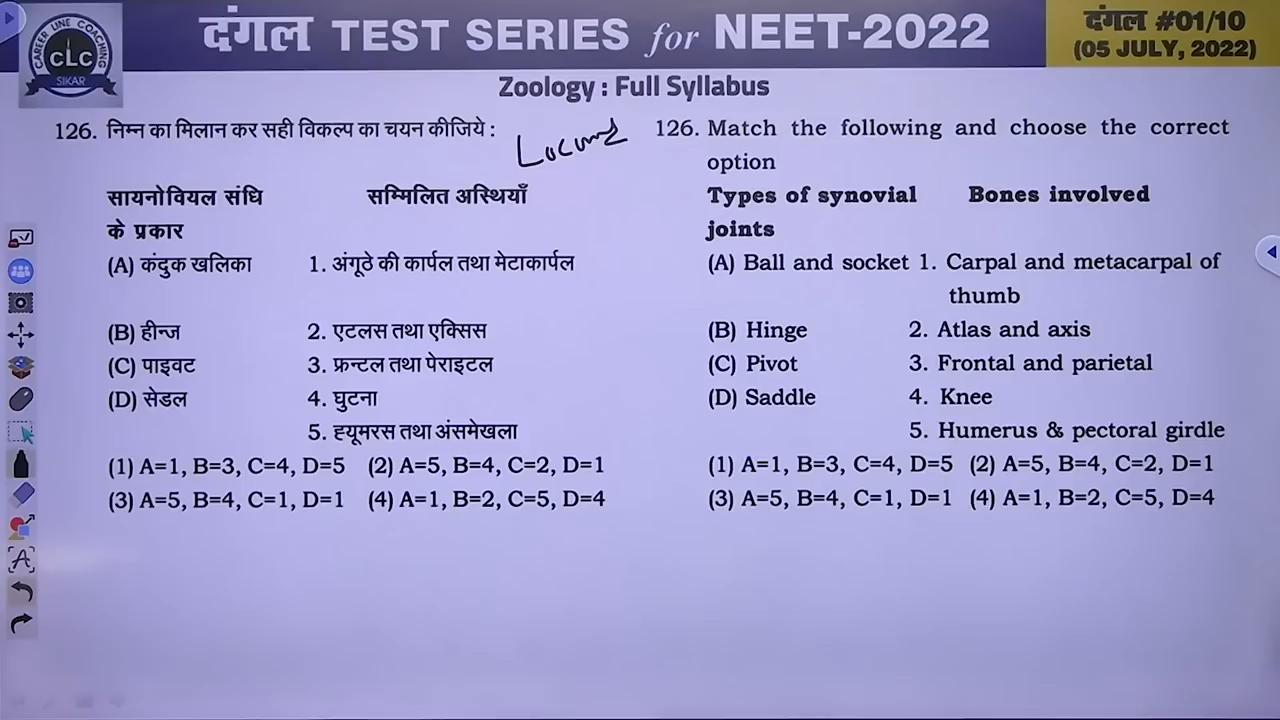 दंगल TEST SERIES for NEET-2022
दंगल #01/10
(05 JULY, 2022)
CAREER LINE COACHING
CLC
SIKAR
Zoology : Full Syllabus
126. निम्न का मिलान कर सही विकल्प का चयन कीजिये :
सायनोवियल संधि सम्मिलित अस्थियाँ
के प्रकार
(A) कंदुक खलिका 1. अंगूठे की कार्पल तथा मेटाकार्पल
(B) हीन्ज 2. एटलस तथा एक्सिस
(C) पाइवट 3. फ्रन्टल तथा पेराइटल
(D) सेडल 4. घुटना
5. ह्यूमरस तथा अंसमेखला
(1) A=1, B=3, C=4, D=5 (2) A=5, B=4, C=2, D=1
(3) A=5, B=4, C=1, D=1 (4) A=1, B=2, C=5, D=4
126. Match the following and choose the correct
option
Types of synovial Bones involved
joints
(A) Ball and socket 1. Carpal and metacarpal of
thumb
(B) Hinge 2. Atlas and axis
(C) Pivot 3. Frontal and parietal
(D) Saddle 4. Knee
5. Humerus & pectoral girdle
(1) A=1, B=3, C=4, D=5 (2) A=5, B=4, C=2, D=1
(3) A=5, B=4, C=1, D=1 (4) A=1, B=2, C=5, D=4